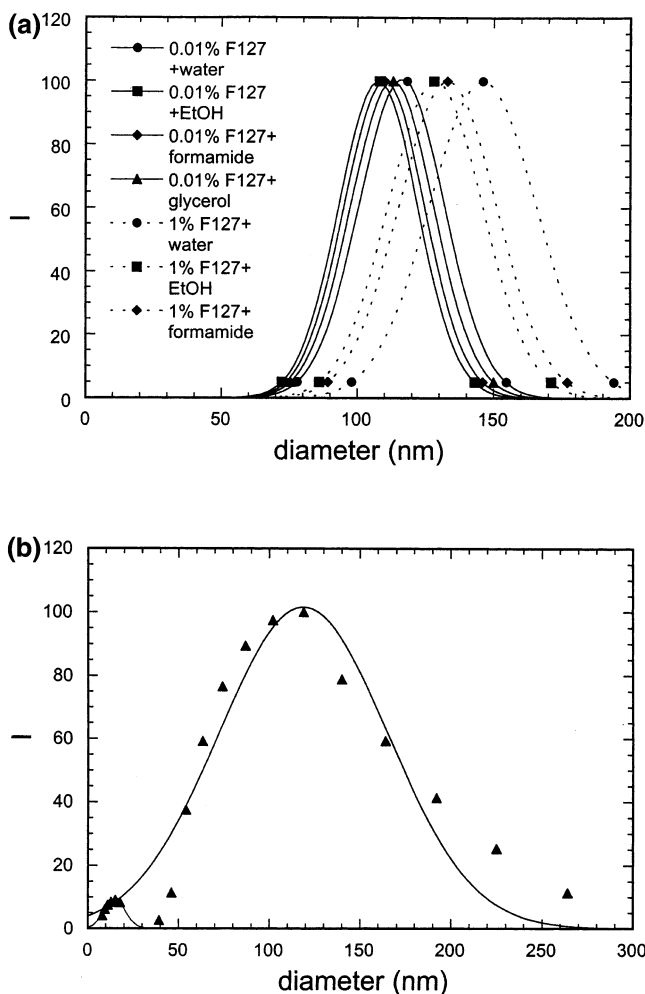 (a)
120
100
80
60
40
20
0
I
0.01% F127
+water
0.01% F127
+EtOH
0.01% F127+
formamide
0.01% F127+
glycerol
1% F127+
water
1% F127+
EtOH
1% F127+
formamide
0 50 100 150 200
diameter (nm)
(b)
120
100
80
60
40
20
0
I
0 50 100 150 200 250 300
diameter (nm)